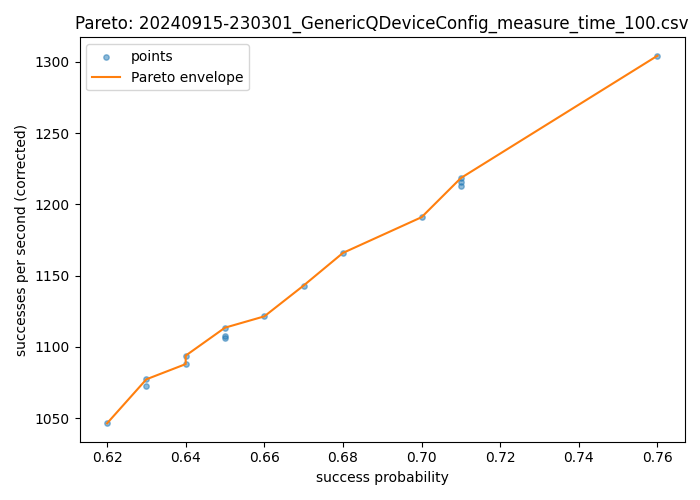 Pareto: 20240915-230301_GenericQDeviceConfig_measure_time_100.csv
points
Pareto envelope
successes per second (corrected)
1300
1250
1200
1150
1100
1050
0.62 0.64 0.66 0.68 0.70 0.72 0.74 0.76
success probability